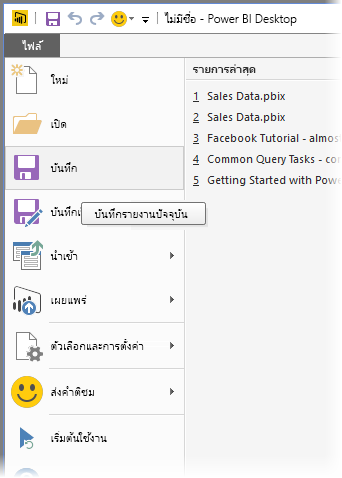 ไม่มีชื่อ - Power BI Desktop
ไฟล์
ใหม่
เปิด
บันทึก
บันทึก
บันทึกรายงานปัจจุบัน
นำเข้า
เผยแพร่
ตัวเลือกและการตั้งค่า
ส่งคำติชม
เริ่มต้นใช้งาน
รายการล่าสุด
1 Sales Data.pbix
2 Sales Data.pbix
3 Facebook Tutorial - almos
4 Common Query Tasks - co
5 Getting Started with Pow